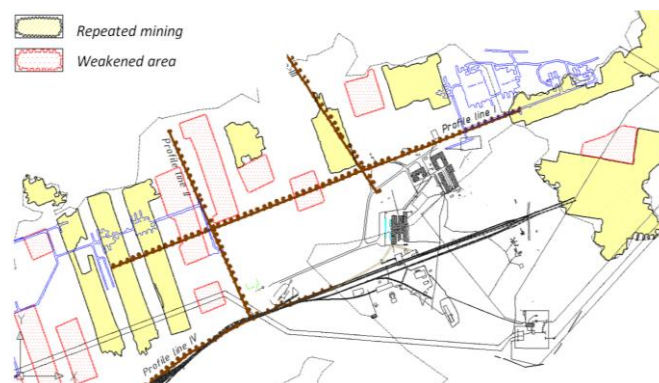 Repeated mining
Weakened area
Profile line I
Profile line II
Profile line IV
Y
X